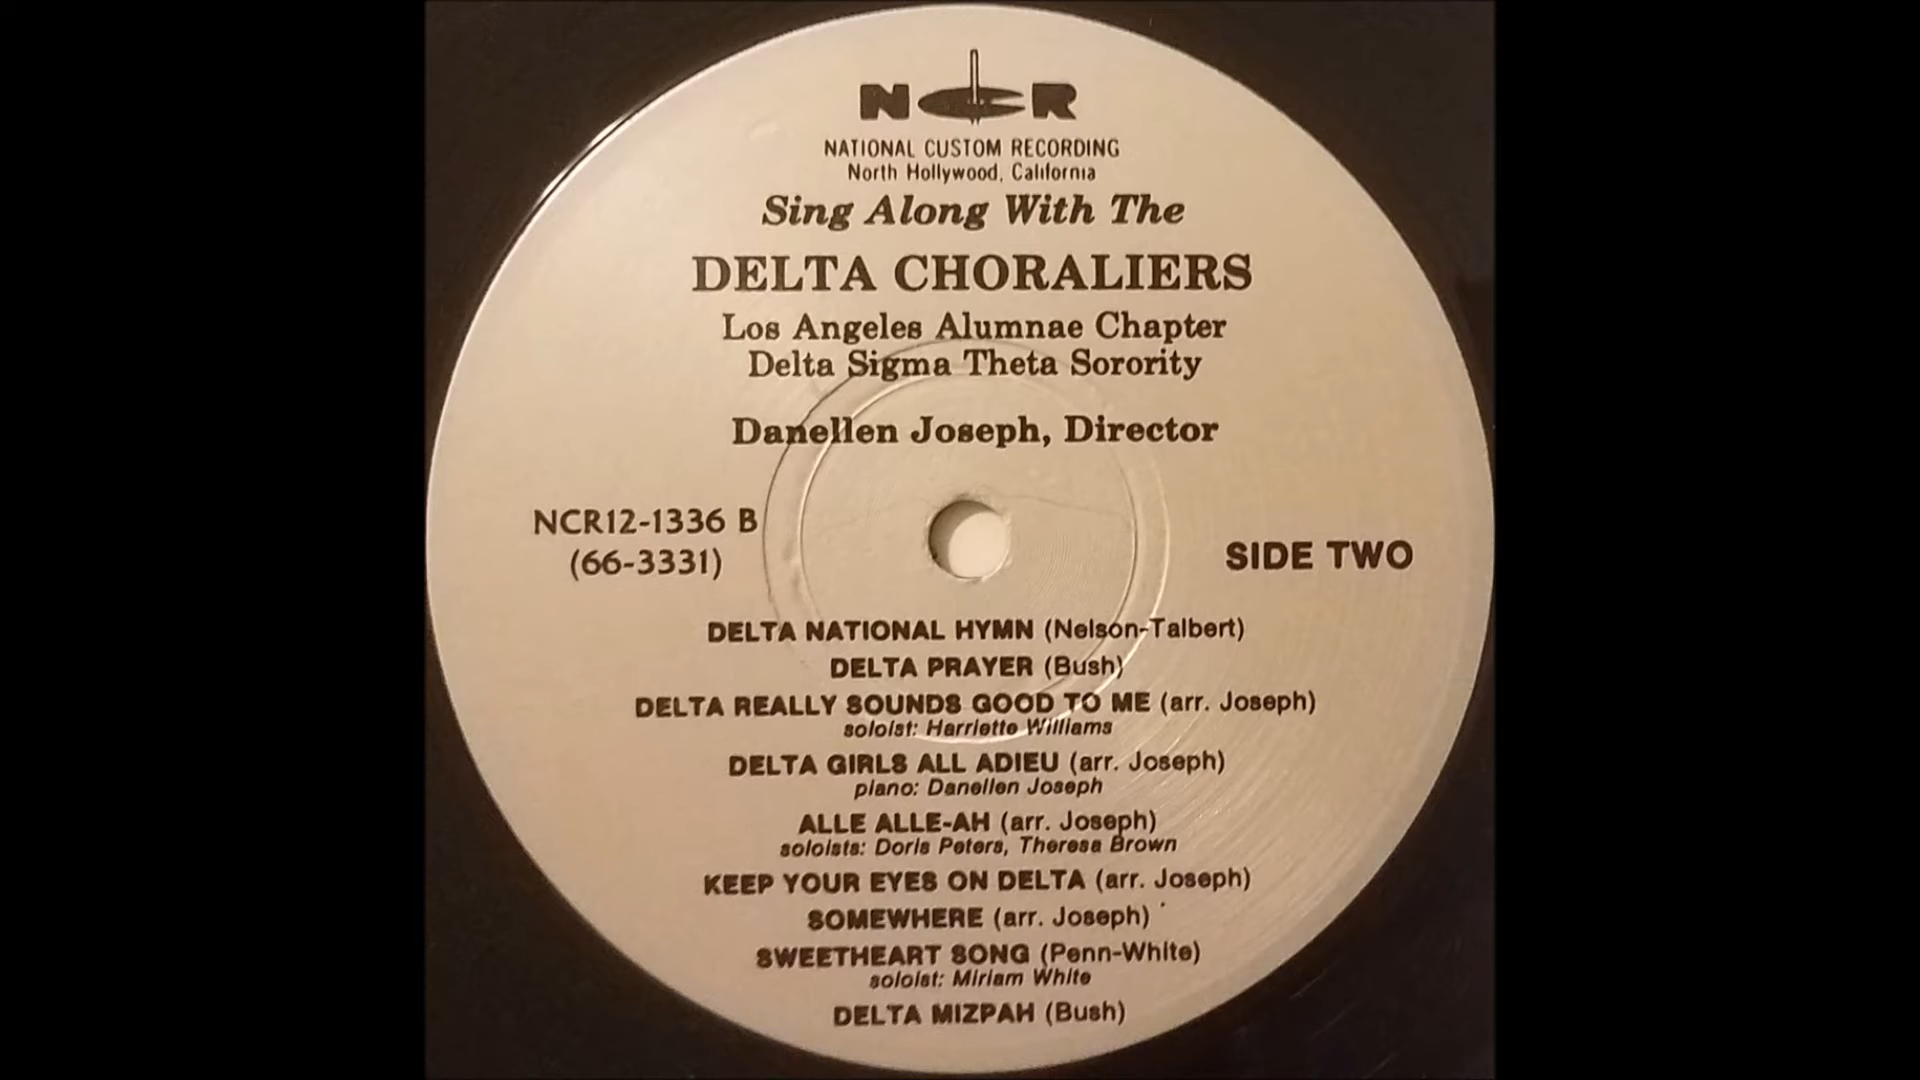 NCR
NATIONAL CUSTOM RECORDING
North Hollywood, California
Sing Along With The
DELTA CHORALIERS
Los Angeles Alumnae Chapter
Delta Sigma Theta Sorority
Danellen Joseph, Director
NCR12-1336 B
(66-3331)
SIDE TWO
DELTA NATIONAL HYMN (Nelson-Talbert)
DELTA PRAYER (Bush)
DELTA REALLY SOUNDS GOOD TO ME (arr. Joseph)
soloist: Harriette Williams
DELTA GIRLS ALL ADIEU (arr. Joseph)
piano: Danellen Joseph
ALLE ALLE-AH (arr. Joseph)
soloists: Doris Peters, Theresa Brown
KEEP YOUR EYES ON DELTA (arr. Joseph)
SOMEWHERE (arr. Joseph)
SWEETHEART SONG (Penn-White)
soloist: Miriam White
DELTA MIZPAH (Bush)